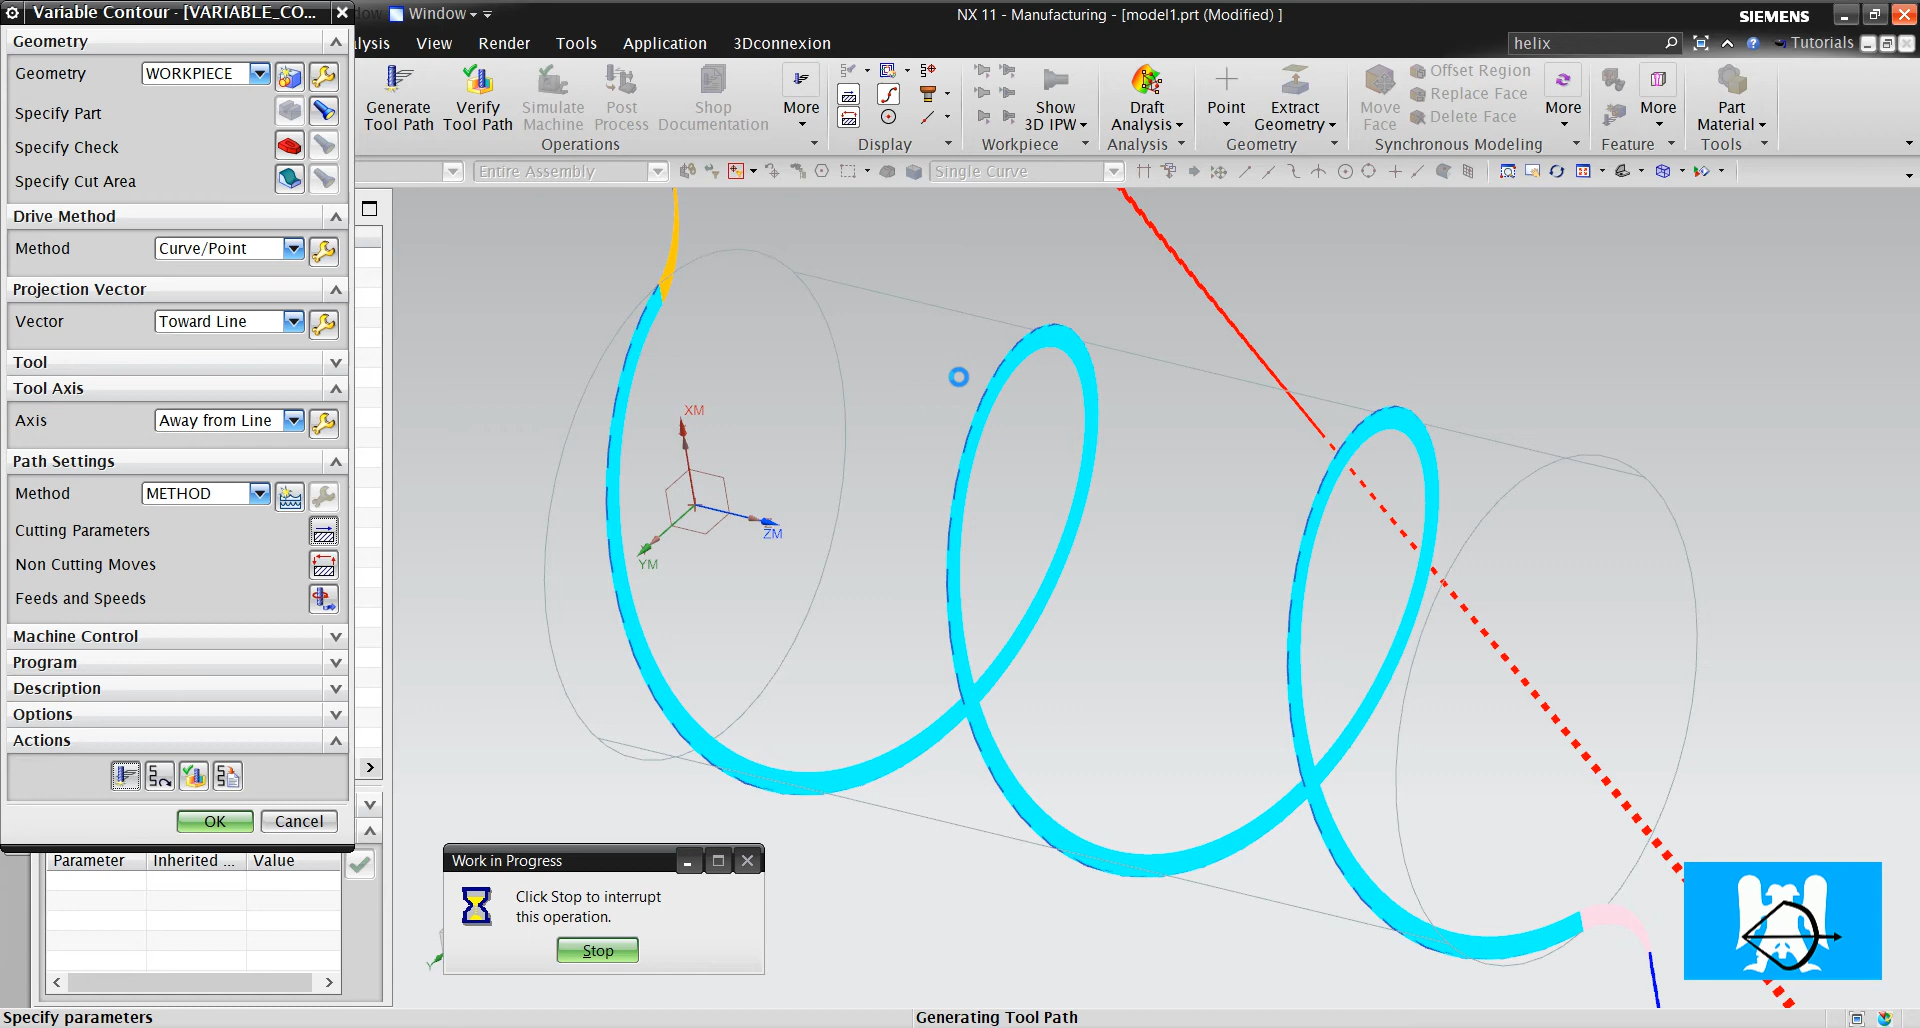 Variable Contour - [VARIABLE_CO...
Window
NX 11 - Manufacturing - [model1.prt (Modified) ]
SIEMENS
View Render Tools Application 3Dconnexion
helix
Tutorials
Geometry
Geometry WORKPIECE
Specify Part
Specify Check
Specify Cut Area
Drive Method
Method Curve/Point
Projection Vector
Vector Toward Line
Tool
Tool Axis
Axis Away from Line
Path Settings
Method METHOD
Cutting Parameters
Non Cutting Moves
Feeds and Speeds
Machine Control
Program
Description
Options
Actions
OK Cancel
Parameter Inherited ... Value
Generate Tool Path
Verify Tool Path
Simulate Machine
Post Process
Shop Documentation
More
Operations
Display
Show 3D IPW
Workpiece
Draft Analysis
Analysis
Point
Extract Geometry
Geometry
Move Face
Offset Region
Replace Face
Delete Face
More
Synchronous Modeling
More
Feature
Part Material
Tools
Entire Assembly
Single Curve
XM
ZM
YM
Work in Progress
Click Stop to interrupt
this operation.
Stop
Specify parameters
Generating Tool Path